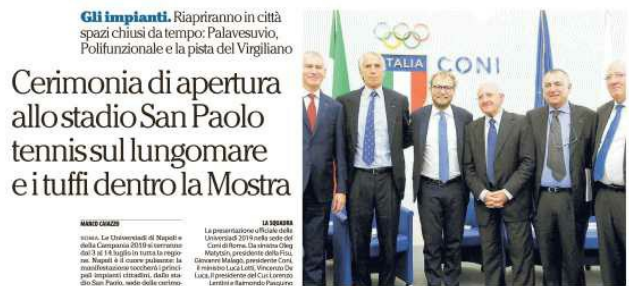 Gli impianti. Riapriranno in città
spazi chiusi da tempo: Palavesuvio,
Polifunzionale e la pista del Virgiliano
Cerimonia di apertura
allo stadio San Paolo
tennis sul lungomare
e i tuffi dentro la Mostra
MARCO CAIAZZO
ROMA. Le Universiadi di Napoli e
della Campania 2019 si terranno
dal 3 al 14 luglio in tutta la regio-
ne. Napoli è il cuore pulsante: la
manifestazione toccherà i princi-
pali impianti cittadini, dallo sta-
dio San Paolo, sede delle cerimo-
LA SQUADRA
La presentazione ufficiale delle
Universiadi 2019 nella sede del
Coni di Roma. Da sinistra Oleg
Matytsin, presidente della Fisu,
Giovanni Malagò, presidente Coni,
il ministro Luca Lotti, Vincenzo De
Luca, il presidente del Cur Lorenzo
Lentini e Raimondo Pasquino
ITALIA
CONI